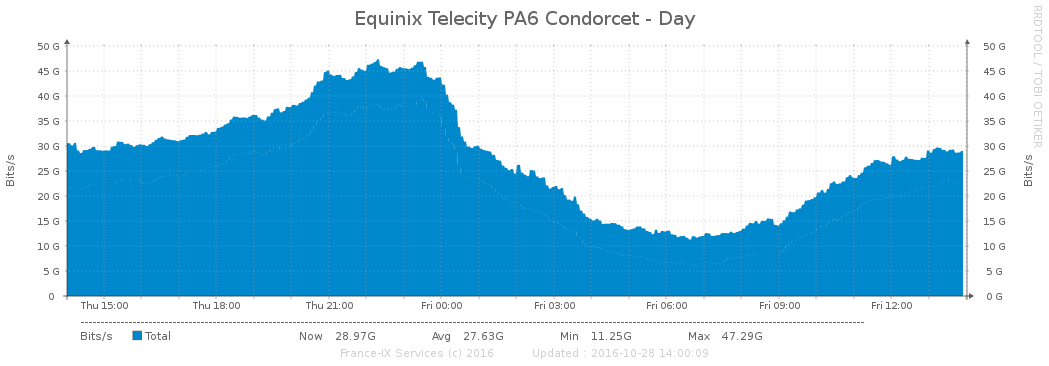 Equinix Telecity PA6 Condorcet - Day
RRDTOOL / TOBI OETIKER
50 G 50 G
45 G 45 G
40 G 40 G
35 G 35 G
30 G 30 G
25 G 25 G
20 G 20 G
15 G 15 G
10 G 10 G
5 G 5 G
0 0 G
Bits/s
Bits/s
Thu 15:00 Thu 18:00 Thu 21:00 Fri 00:00 Fri 03:00 Fri 06:00 Fri 09:00 Fri 12:00
Bits/s Total Now 28.97G Avg 27.63G Min 11.25G Max 47.29G
France-IX Services (c) 2016 Updated : 2016-10-28 14:00:09